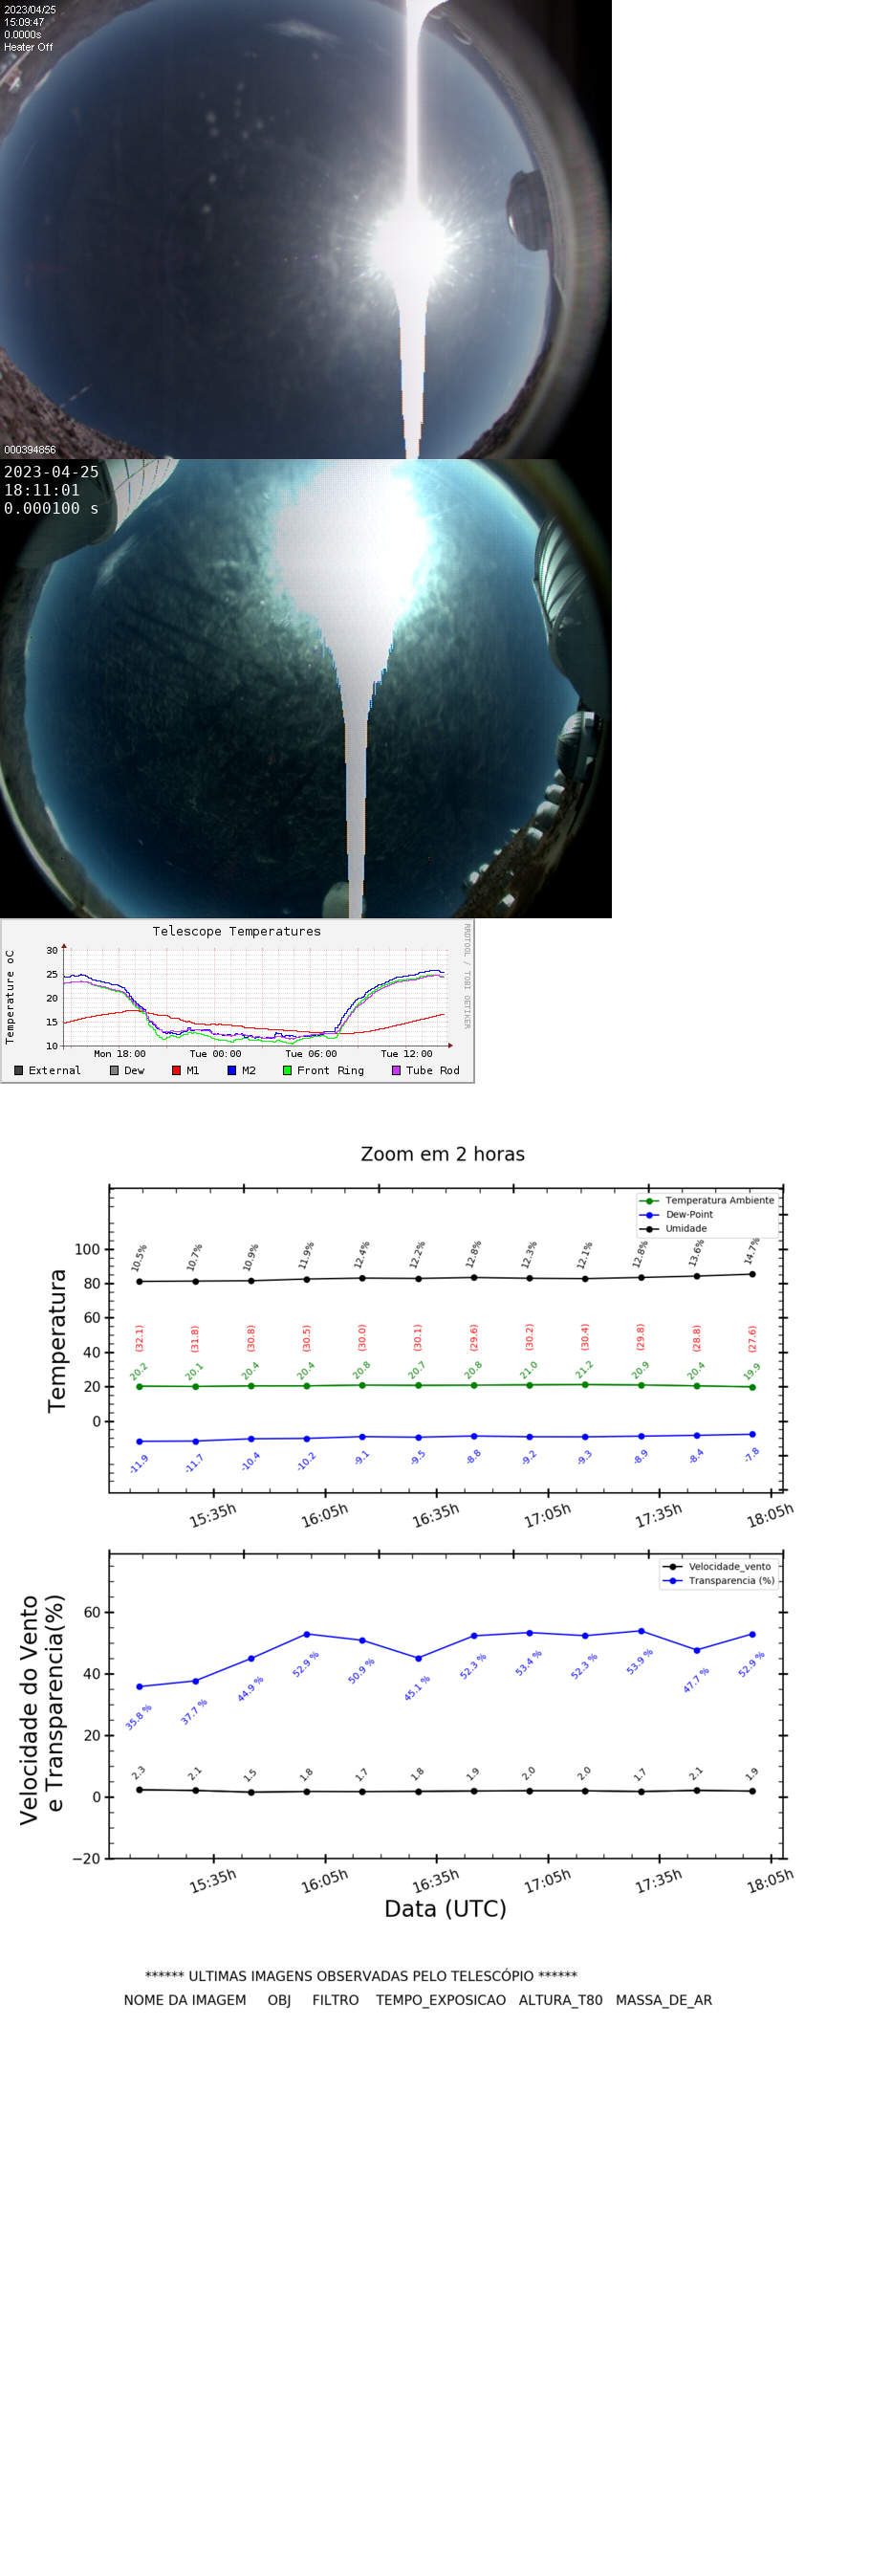 2023/04/25
15:09:47
0.0000s
Heater Off
000394856
2023-04-25
18:11:01
0.000100 s
Telescope Temperatures
RRDTOOL / TOBI OETIKER
Temperature oC
30
25
20
15
10
Mon 18:00 Tue 00:00 Tue 06:00 Tue 12:00
External Dew M1 M2 Front Ring Tube Rod
Zoom em 2 horas
Temperatura Ambiente
Dew-Point
Umidade
Temperatura
100
80
60
40
20
0
10.5% 10.7% 10.9% 11.9% 12.4% 12.2% 12.8% 12.3% 12.1% 12.8% 13.6% 14.7%
(32.1) (31.8) (30.8) (30.5) (30.0) (30.1) (29.6) (30.2) (30.4) (29.8) (28.8) (27.6)
20.2 20.1 20.4 20.4 20.8 20.7 20.8 21.0 21.2 20.9 20.4 19.9
-11.9 -11.7 -10.4 -10.2 -9.1 -9.5 -8.8 -9.2 -9.3 -8.9 -8.4 -7.8
15:35h 16:05h 16:35h 17:05h 17:35h 18:05h
Velocidade_vento
Transparencia (%)
Velocidade do Vento
e Transparencia(%)
60
40
20
0
−20
35.8 % 37.7 % 44.9 % 52.9 % 50.9 % 45.1 % 52.3 % 53.4 % 52.3 % 53.9 % 47.7 % 52.9 %
2.3 2.1 1.5 1.8 1.7 1.8 1.9 2.0 2.0 1.7 2.1 1.9
15:35h 16:05h 16:35h 17:05h 17:35h 18:05h
Data (UTC)
****** ULTIMAS IMAGENS OBSERVADAS PELO TELESCÓPIO ******
NOME DA IMAGEM OBJ FILTRO TEMPO_EXPOSICAO ALTURA_T80 MASSA_DE_AR